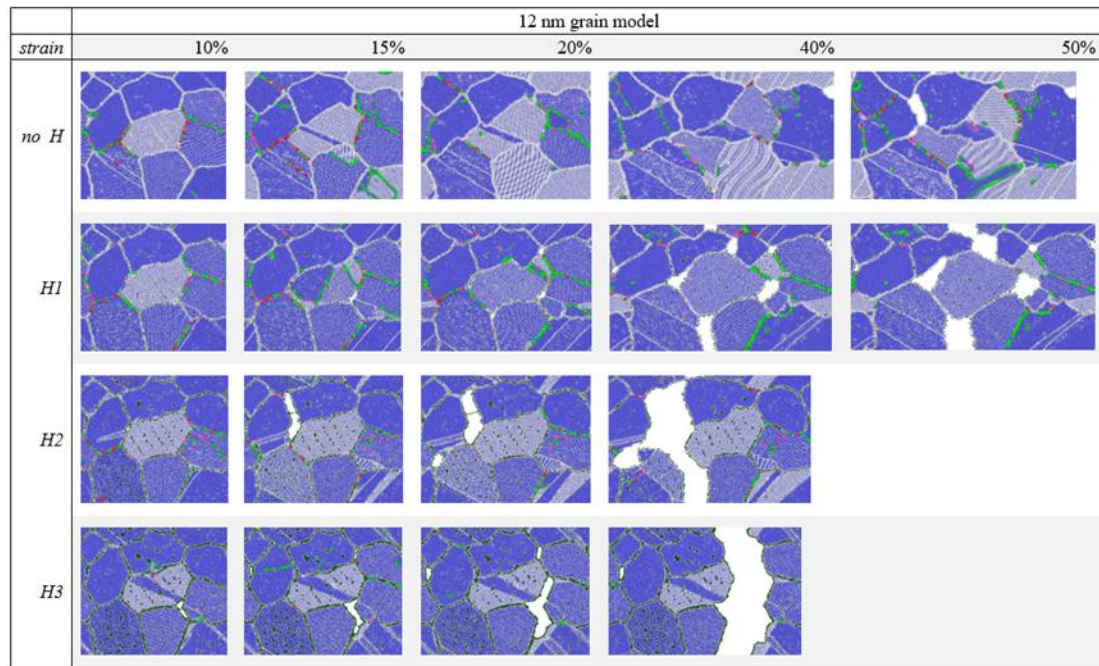 12 nm grain model
strain 10% 15% 20% 40% 50%
no H
H1
H2
H3